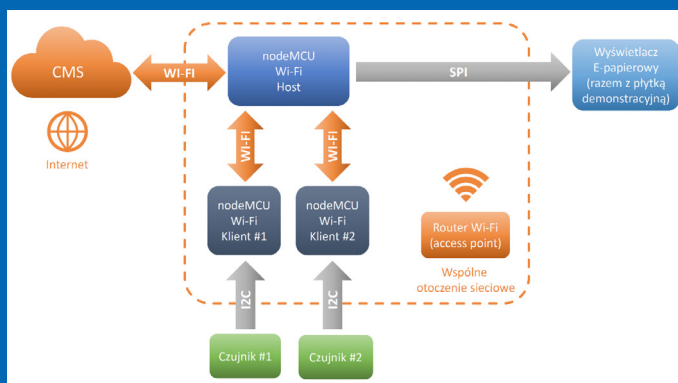 CMS
Internet
WI-FI
nodeMCU
Wi-Fi
Host
SPI
Wyświetlacz
E-papierowy
(razem z płytką
demonstracyjną)
WI-FI
WI-FI
nodeMCU
Wi-Fi
Klient #1
nodeMCU
Wi-Fi
Klient #2
Router Wi-Fi
(access point)
Wspólne
otoczenie sieciowe
I2C
I2C
Czujnik #1
Czujnik #2